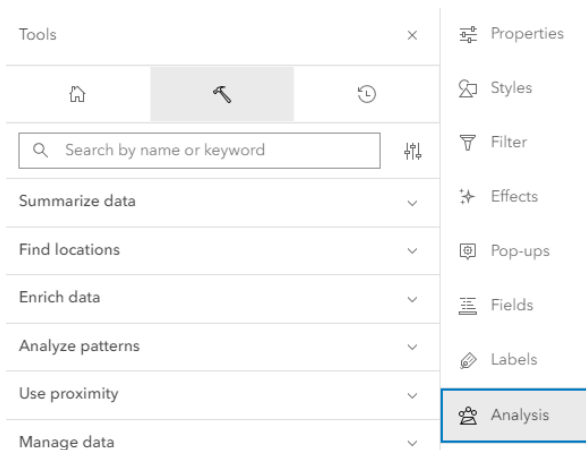 Tools
Search by name or keyword
Summarize data
Find locations
Enrich data
Analyze patterns
Use proximity
Manage data
Properties
Styles
Filter
Effects
Pop-ups
Fields
Labels
Analysis